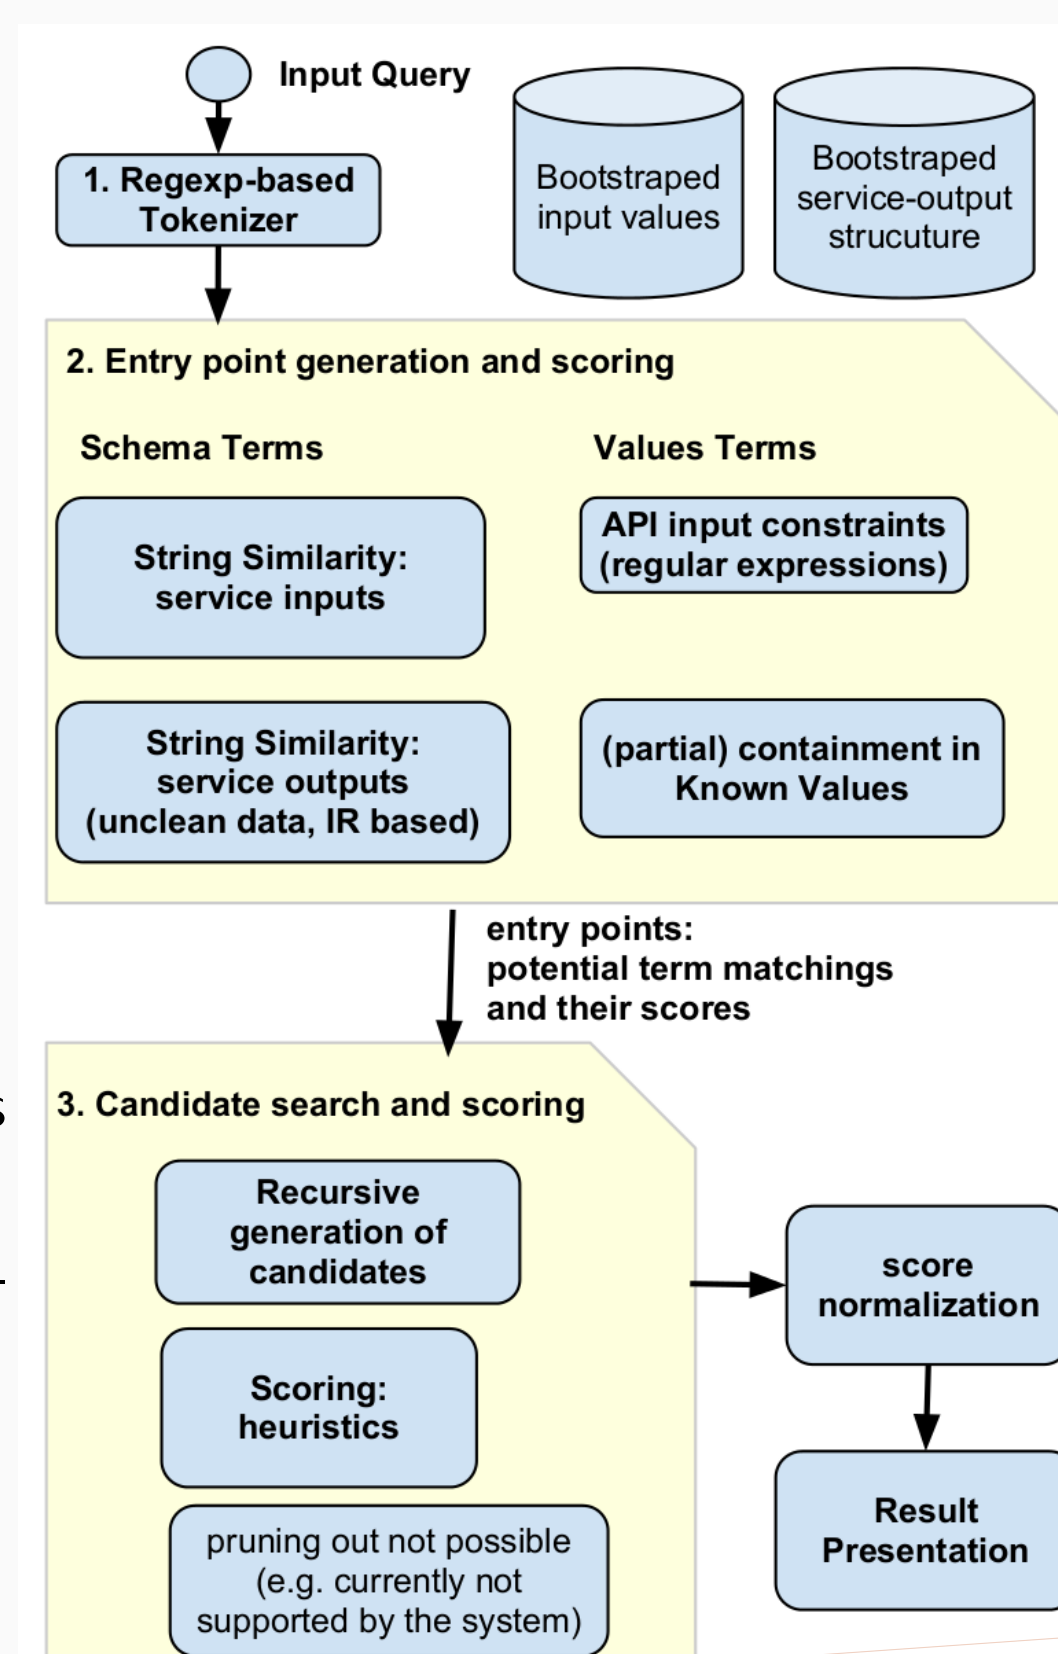 Input Query
1. Regexp-based
Tokenizer
Bootstraped
input values
Bootstraped
service-output
strucuture
2. Entry point generation and scoring
Schema Terms
Values Terms
String Similarity:
service inputs
API input constraints
(regular expressions)
String Similarity:
service outputs
(unclean data, IR based)
(partial) containment in
Known Values
entry points:
potential term matchings
and their scores
3. Candidate search and scoring
Recursive
generation of
candidates
Scoring:
heuristics
pruning out not possible
(e.g. currently not
supported by the system)
score
normalization
Result
Presentation